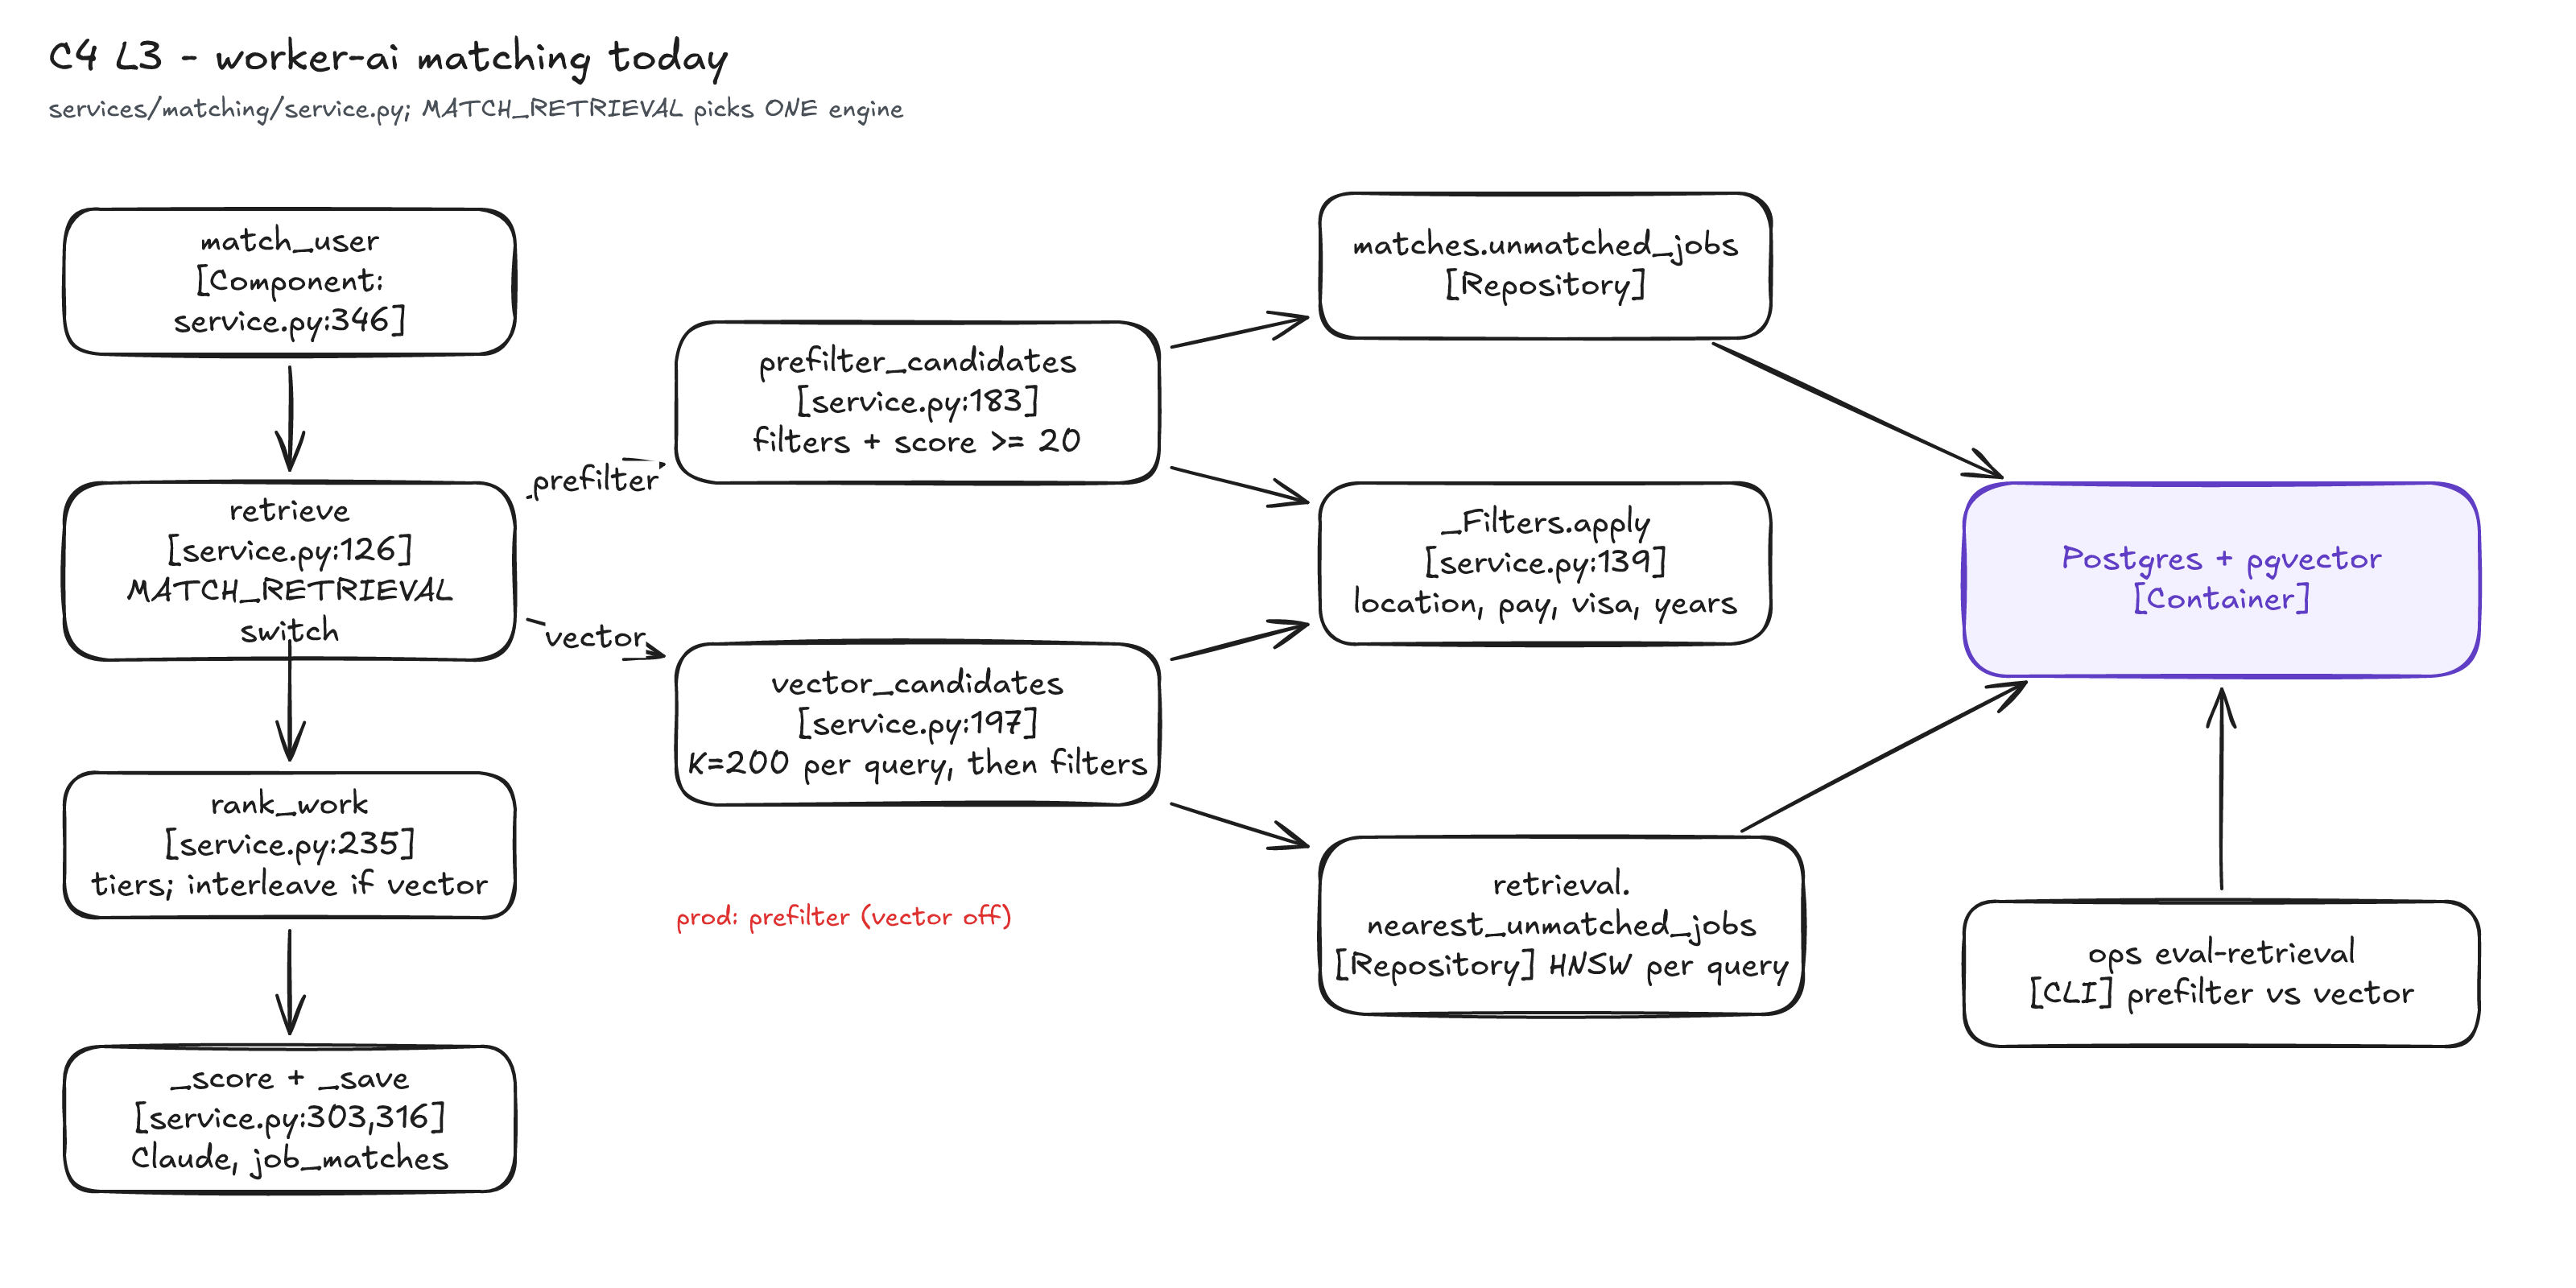 C4 L3 - worker-ai matching today
services/matching/service.py; MATCH_RETRIEVAL picks ONE engine
match_user
[Component:
service.py:346]
retrieve
[service.py:126]
MATCH_RETRIEVAL
switch
rank_work
[service.py:235]
tiers; interleave if vector
_score + _save
[service.py:303,316]
Claude, job_matches
prefilter
vector
prefilter_candidates
[service.py:183]
filters + score >= 20
vector_candidates
[service.py:197]
K=200 per query, then filters
prod: prefilter (vector off)
matches.unmatched_jobs
[Repository]
_Filters.apply
[service.py:139]
location, pay, visa, years
retrieval.
nearest_unmatched_jobs
[Repository] HNSW per query
Postgres + pgvector
[Container]
ops eval-retrieval
[CLI] prefilter vs vector